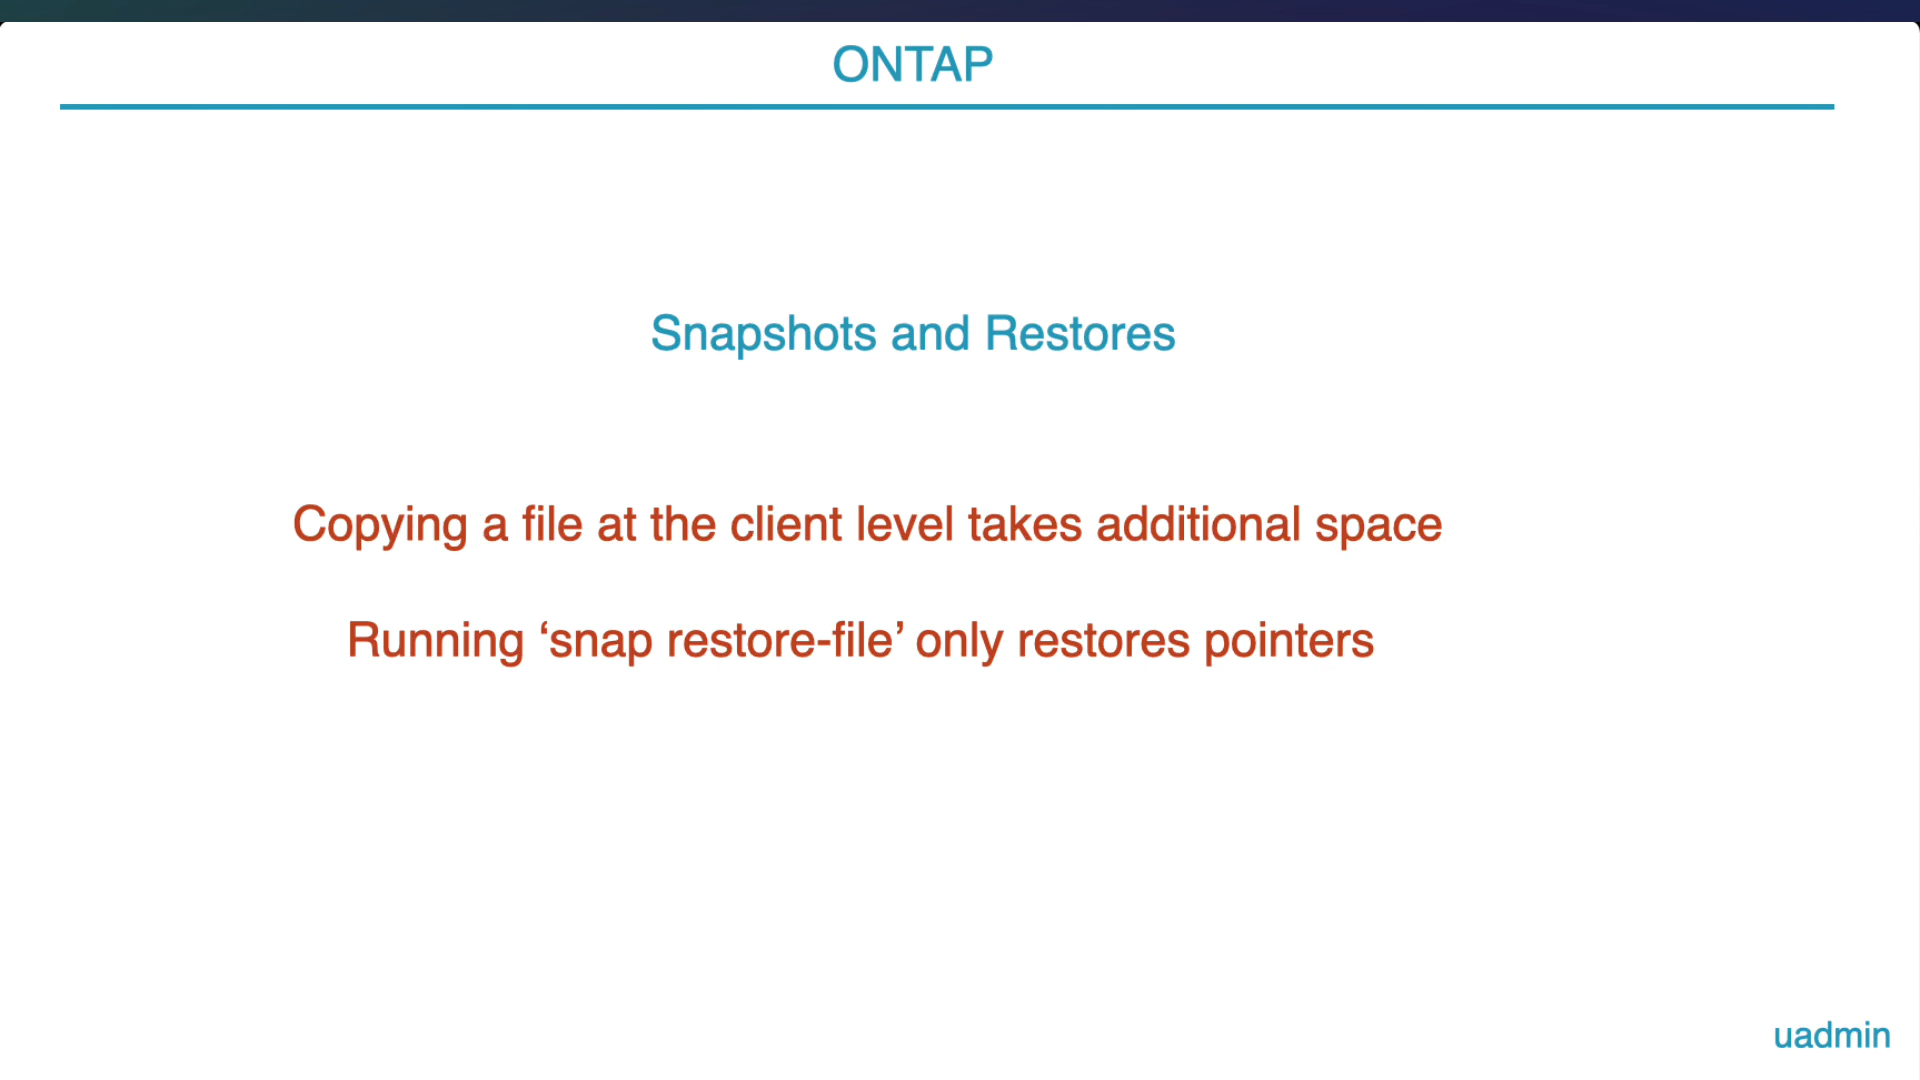 ONTAP
Snapshots and Restores
Copying a file at the client level takes additional space
Running ‘snap restore-file’ only restores pointers
uadmin